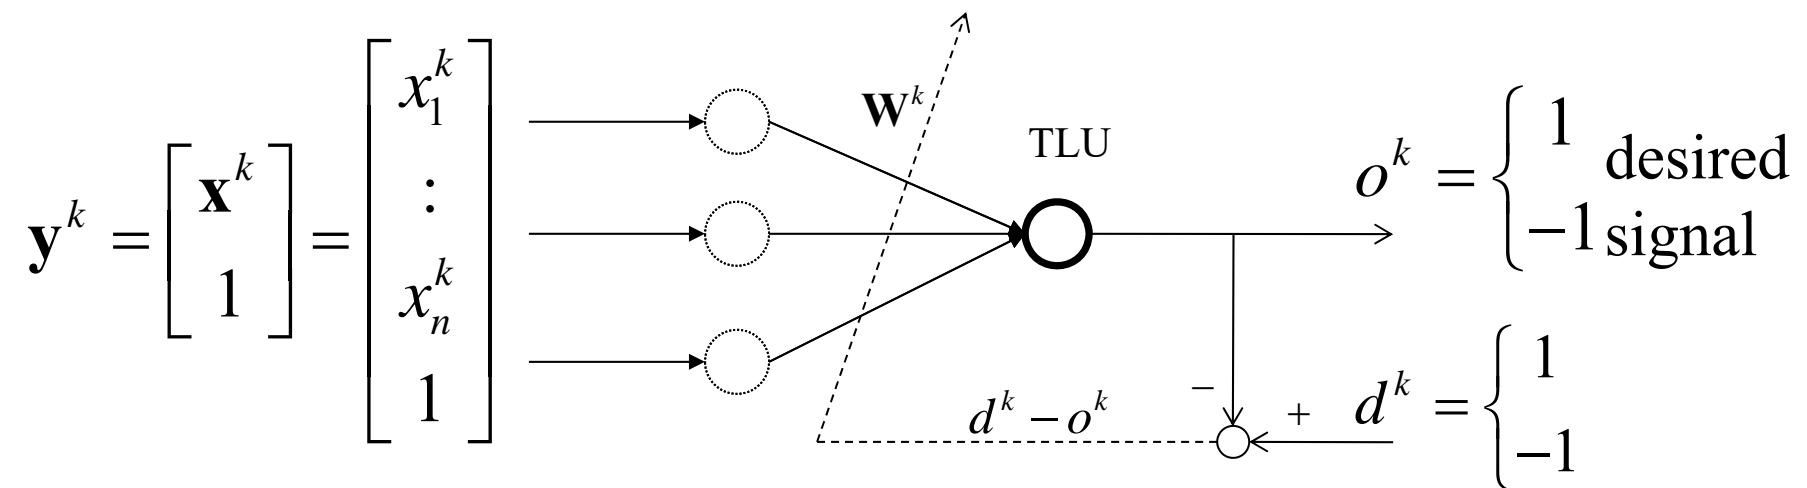 y^k = [x^k 1] = [x_1^k : x_n^k 1]
W^k
TLU
o^k = { 1 −1
desired
signal
d^k − o^k
−
+
d^k = { 1 −1